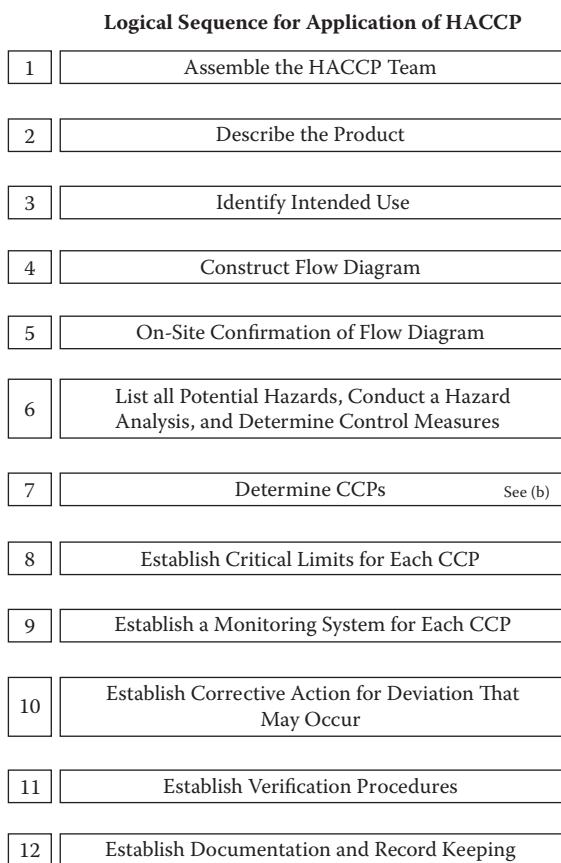 Logical Sequence for Application of HACCP
1 Assemble the HACCP Team
2 Describe the Product
3 Identify Intended Use
4 Construct Flow Diagram
5 On-Site Confirmation of Flow Diagram
6 List all Potential Hazards, Conduct a Hazard
Analysis, and Determine Control Measures
7 Determine CCPs See (b)
8 Establish Critical Limits for Each CCP
9 Establish a Monitoring System for Each CCP
10 Establish Corrective Action for Deviation That
May Occur
11 Establish Verification Procedures
12 Establish Documentation and Record Keeping